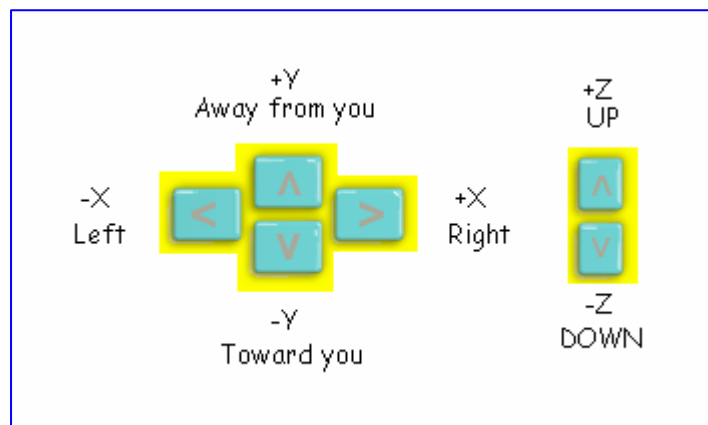 +Y
Away from you
+Z
UP
-X
Left
+X
Right
-Y
Toward you
-Z
DOWN